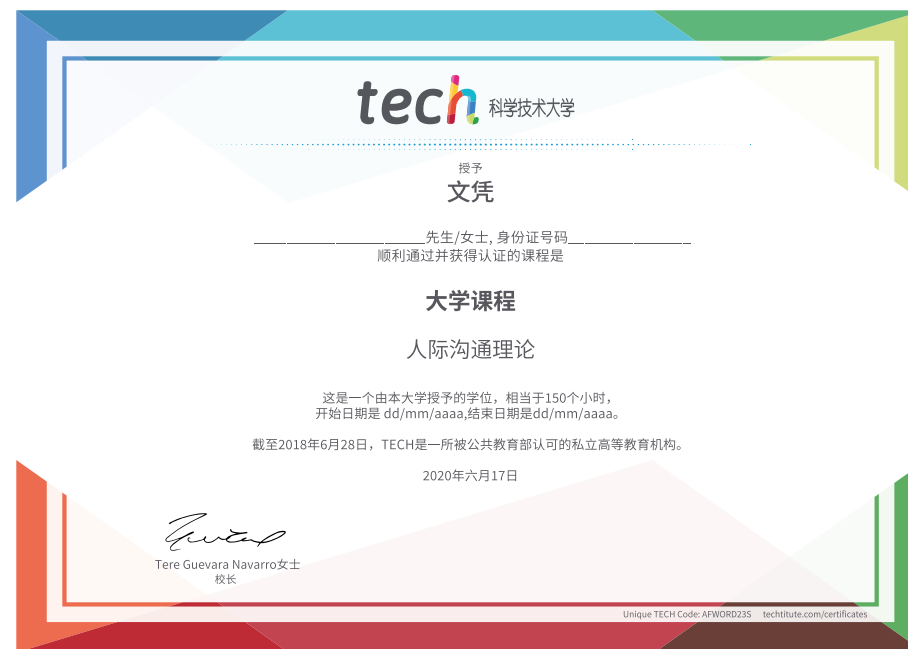 tech 科学技术大学
授予
文凭
_____________________先生/女士, 身份证号码_______________
顺利通过并获得认证的课程是
大学课程
人际沟通理论
这是一个由本大学授予的学位，相当于150个小时，
开始日期是 dd/mm/aaaa,结束日期是dd/mm/aaaa。
截至2018年6月28日，TECH是一所被公共教育部认可的私立高等教育机构。
2020年六月17日
Tere Guevara Navarro女士
校长
Unique TECH Code: AFWORD23S techtitute.com/certificates